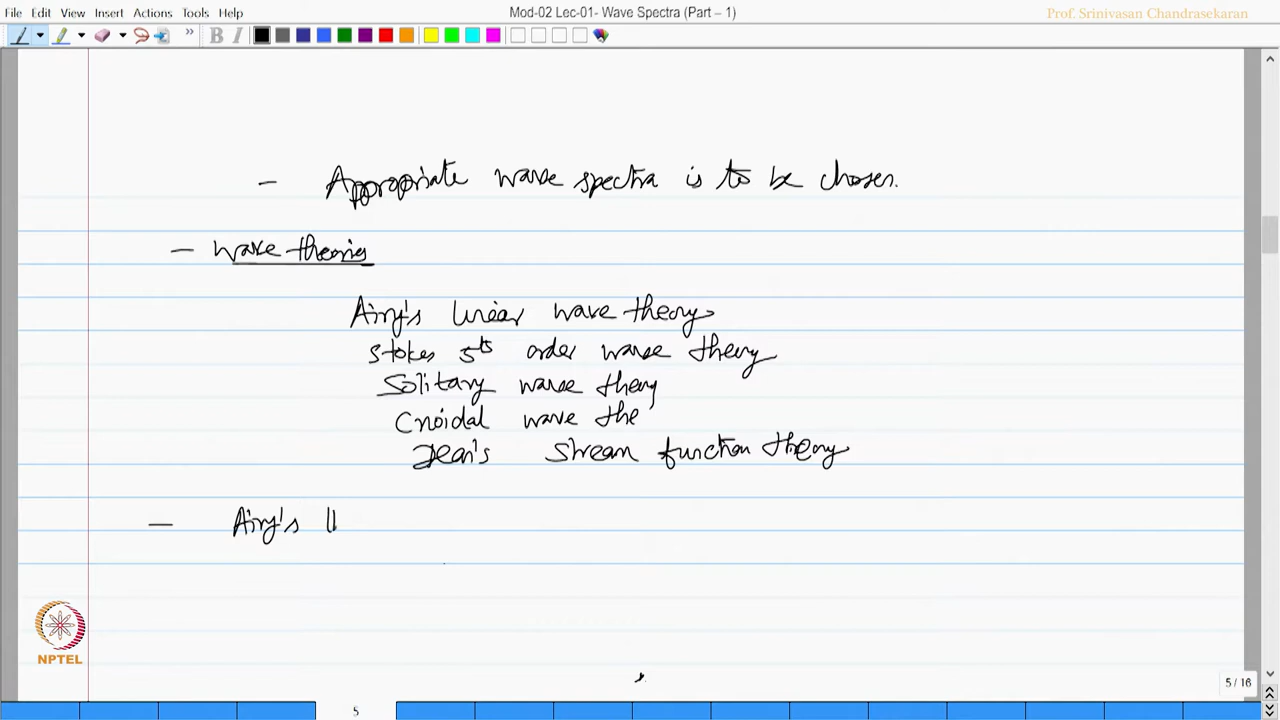 File Edit View Insert Actions Tools Help
Mod-02 Lec-01- Wave Spectra (Part – 1)
Prof. Srinivasan Chandrasekaran
B I
- Appropriate wave spectra is to be chosen.
- wave theories
Airy's linear wave theory
Stokes 5th order wave theory
Solitary wave theory
Cnoidal wave the
Dean's Stream function theory
- Airy's li
NPTEL
5 / 16
5